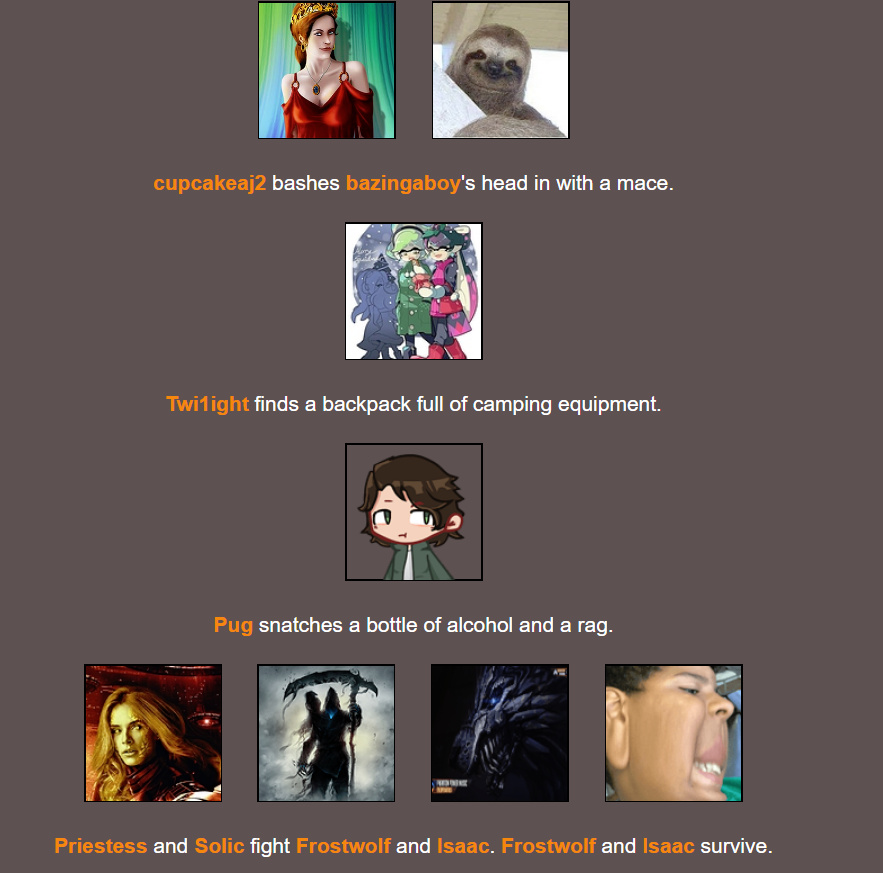 cupcakeaj2 bashes bazingaboy's head in with a mace.
Twi1ight finds a backpack full of camping equipment.
Pug snatches a bottle of alcohol and a rag.
Priestess and Solic fight Frostwolf and Isaac. Frostwolf and Isaac survive.